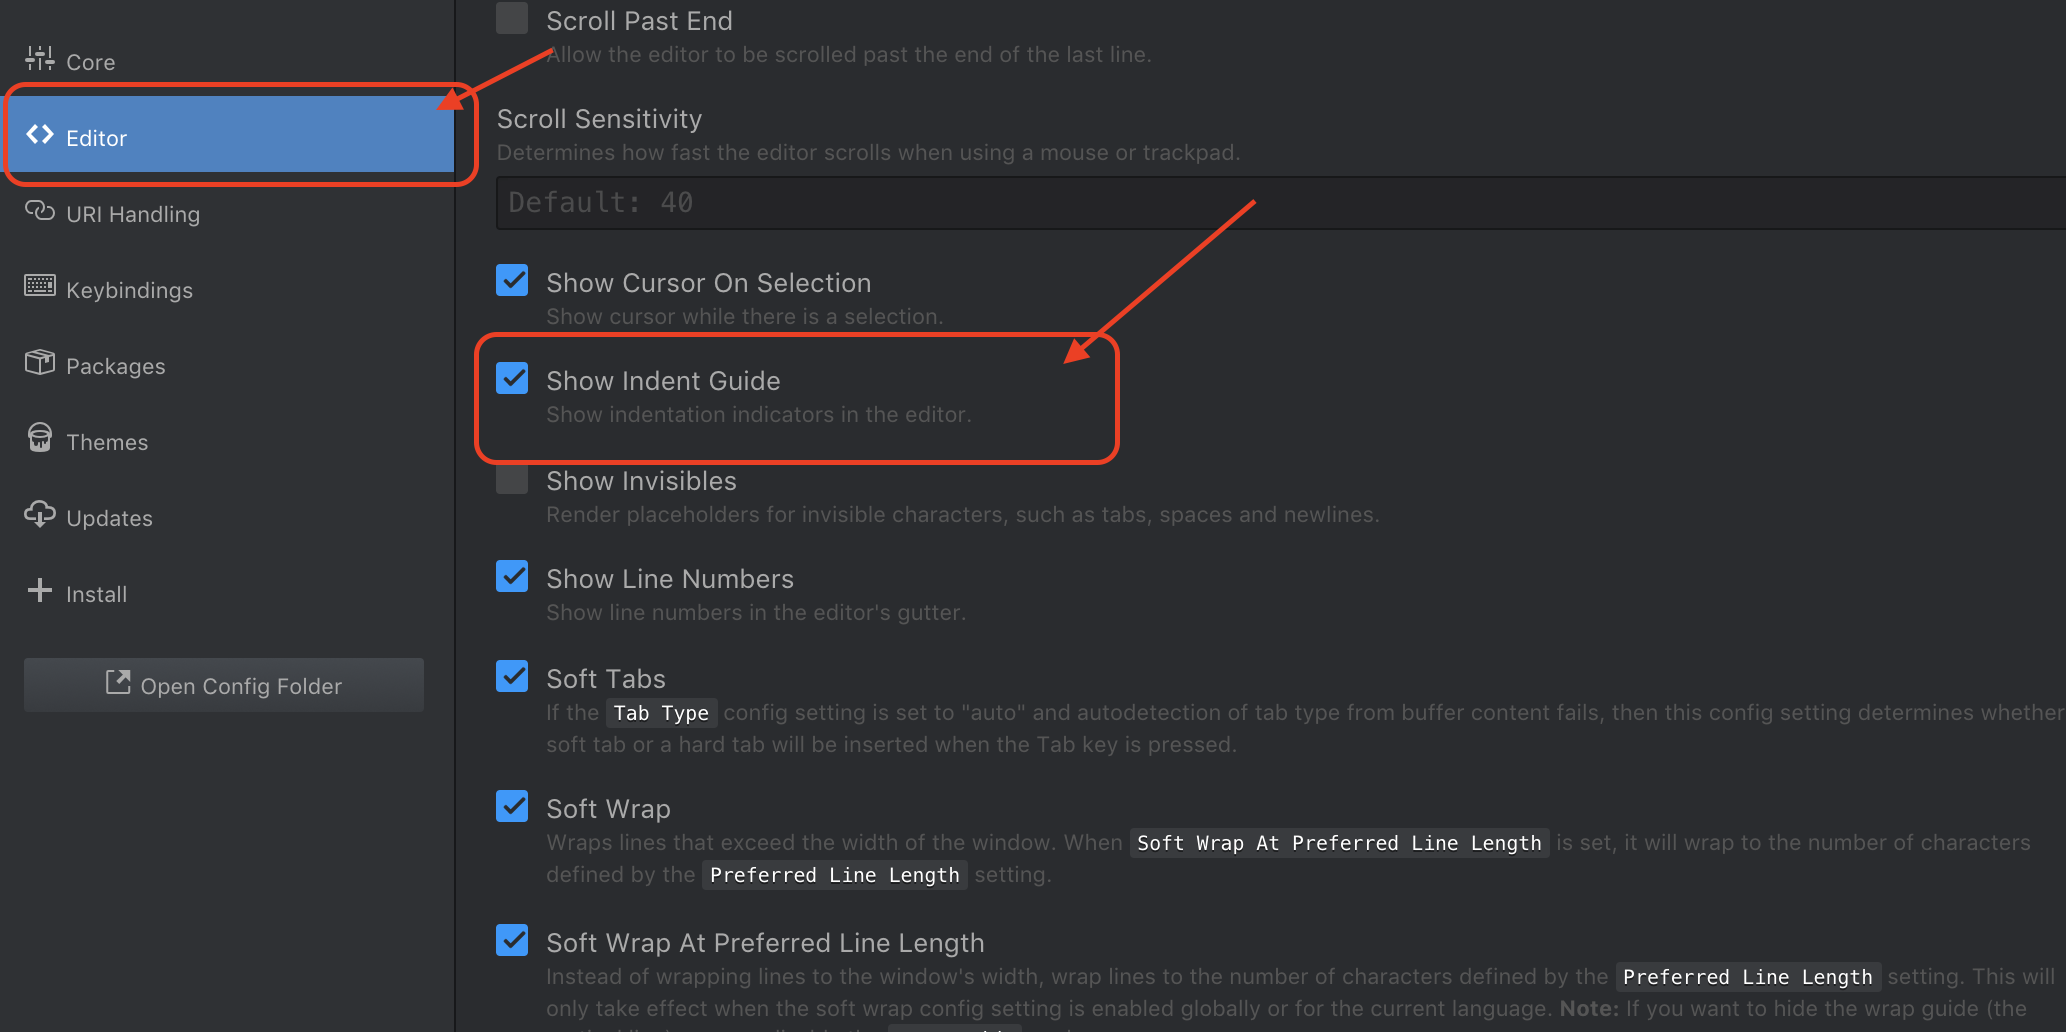 Core
Editor
URI Handling
Keybindings
Packages
Themes
Updates
Install
Open Config Folder
Scroll Past End
Allow the editor to be scrolled past the end of the last line.
Scroll Sensitivity
Determines how fast the editor scrolls when using a mouse or trackpad.
Default: 40
Show Cursor On Selection
Show cursor while there is a selection.
Show Indent Guide
Show indentation indicators in the editor.
Show Invisibles
Render placeholders for invisible characters, such as tabs, spaces and newlines.
Show Line Numbers
Show line numbers in the editor's gutter.
Soft Tabs
If the Tab Type config setting is set to "auto" and autodetection of tab type from buffer content fails, then this config setting determines whether
soft tab or a hard tab will be inserted when the Tab key is pressed.
Soft Wrap
Wraps lines that exceed the width of the window. When Soft Wrap At Preferred Line Length is set, it will wrap to the number of characters
defined by the Preferred Line Length setting.
Soft Wrap At Preferred Line Length
Instead of wrapping lines to the window's width, wrap lines to the number of characters defined by the Preferred Line Length setting. This will
only take effect when the soft wrap config setting is enabled globally or for the current language. Note: If you want to hide the wrap guide (the